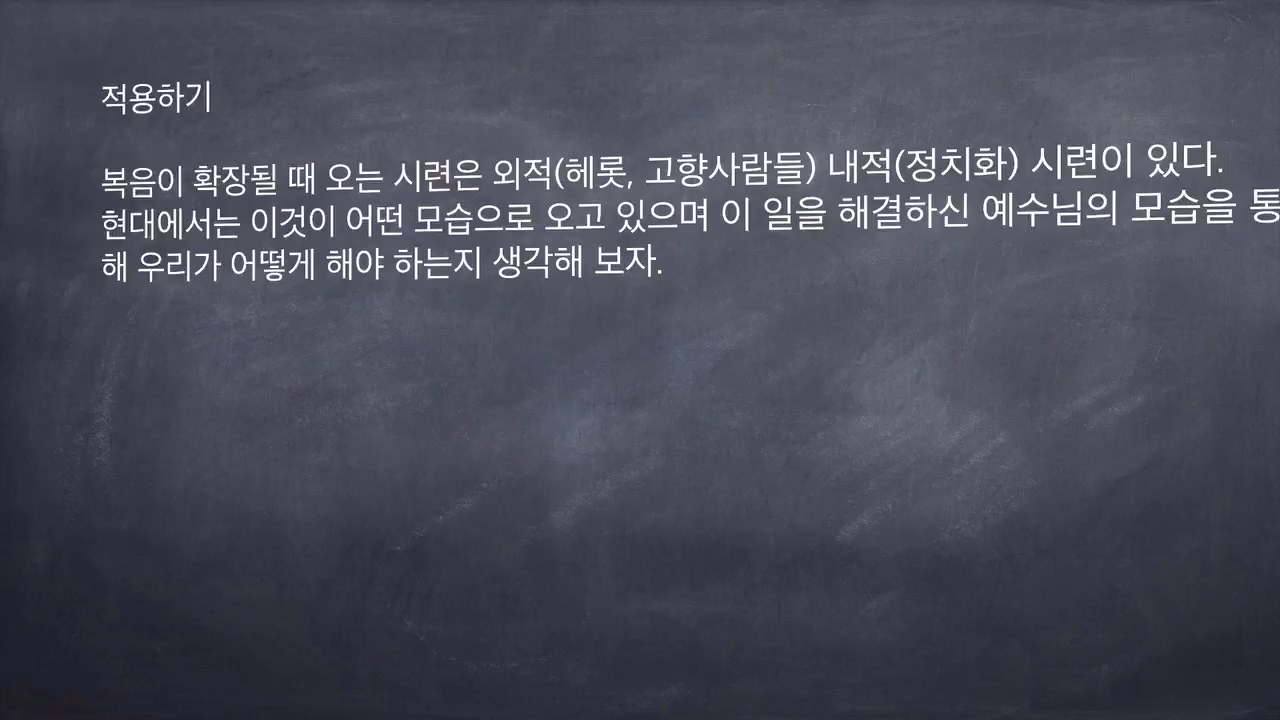 적용하기
복음이 확장될 때 오는 시련은 외적(헤롯, 고향사람들) 내적(정치화) 시련이 있다.
현대에서는 이것이 어떤 모습으로 오고 있으며 이 일을 해결하신 예수님의 모습을 통
해 우리가 어떻게 해야 하는지 생각해 보자.